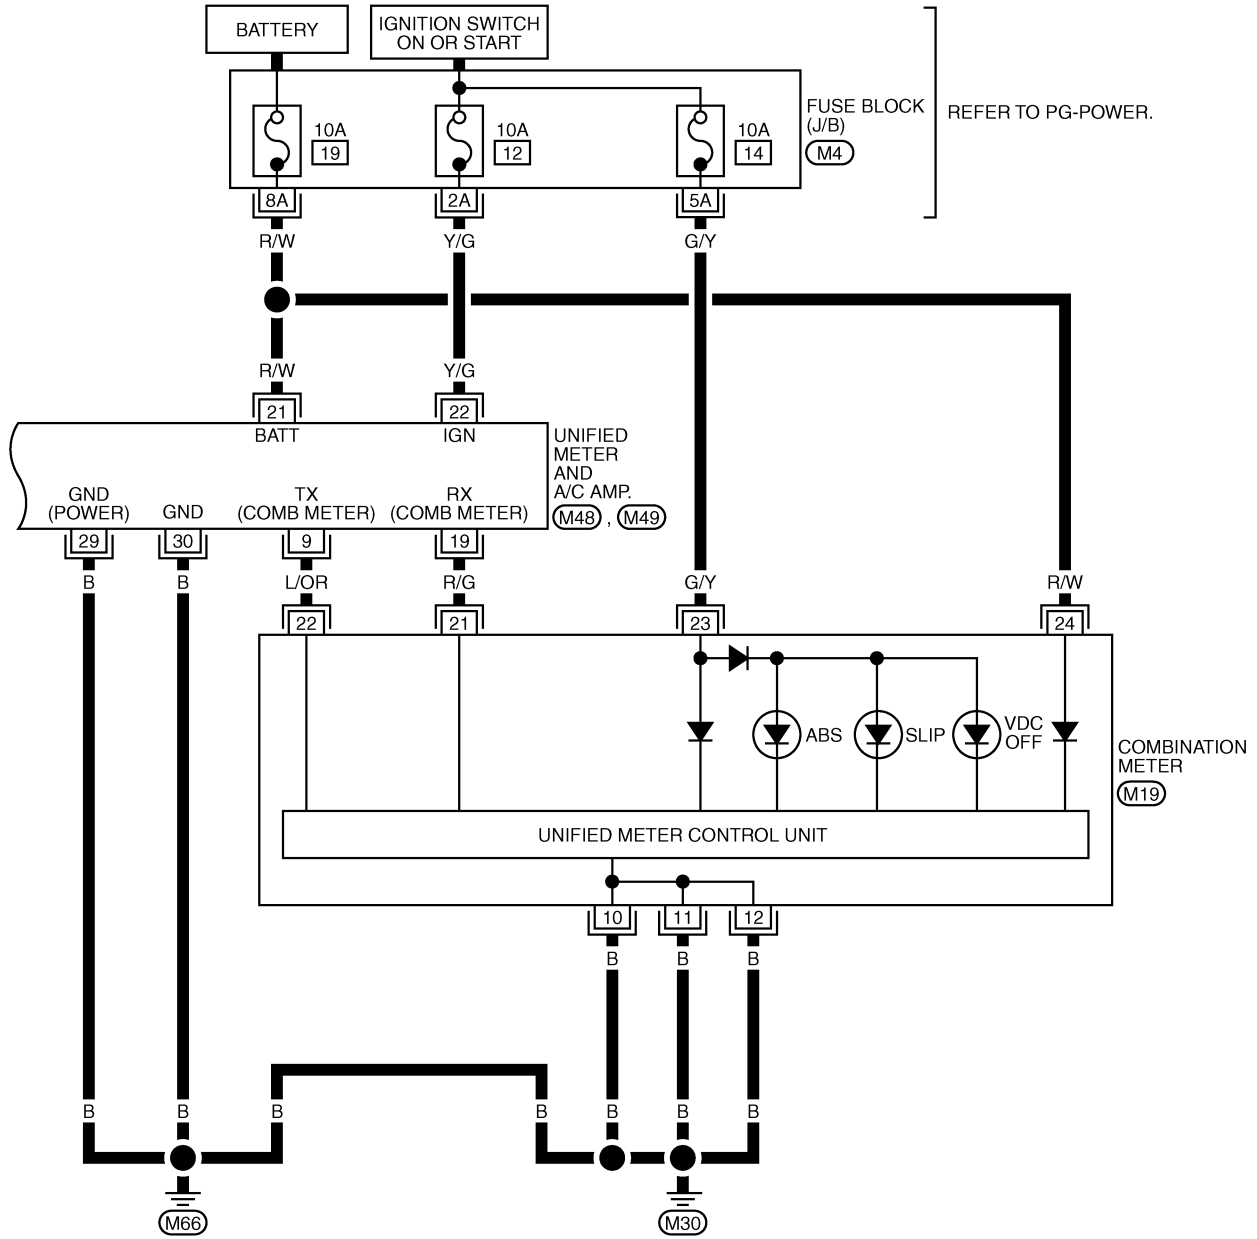 BATTERY
IGNITION SWITCH
ON OR START
FUSE BLOCK
(J/B)
M4
REFER TO PG-POWER.
10A
19
10A
12
10A
14
8A
2A
5A
R/W
Y/G
G/Y
R/W
Y/G
21
22
BATT
IGN
UNIFIED
METER
AND
A/C AMP.
M48 , M49
GND
(POWER)
GND
TX
(COMB METER)
RX
(COMB METER)
29
30
9
19
B
B
L/OR
R/G
G/Y
R/W
22
21
23
24
ABS
SLIP
VDC
OFF
COMBINATION
METER
M19
UNIFIED METER CONTROL UNIT
10
11
12
B
B
B
B
B
B
B
B
B
B
M66
M30